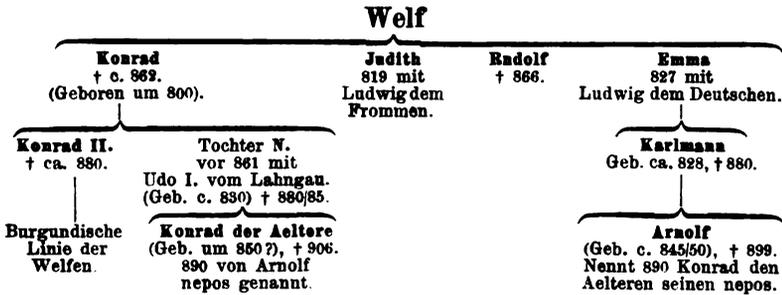 Welf
Konrad
† c. 862.
(Geboren um 800).
Judith
819 mit
Ludwig dem
Frommen.
Rudolf
† 866.
Emma
827 mit
Ludwig dem Deutschen.
Konrad II.
† ca. 880.
Tochter N.
vor 861 mit
Udo I. vom Lahngau.
(Geb. c. 830) † 880/85.
Karlmann
Geb. ca. 828, † 880.
Burgundische
Linie der
Welfen.
Konrad der Aeltere
(Geb. um 850?), † 906.
890 von Arnolf
nepos genannt.
Arnolf
(Geb. c. 845/50), † 899.
Nennt 890 Konrad den
Aelteren seinen nepos.